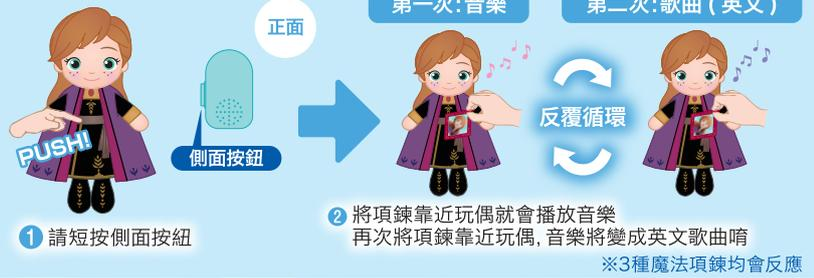 正面
第一次:音樂
第二次:歌曲(英文)
PUSH!
側面按鈕
反覆循環
1 請短按側面按紐
2 將項鍊靠近玩偶就會播放音樂
再次將項鍊靠近玩偶,音樂將變成英文歌曲唷
※3種魔法項鍊均會反應